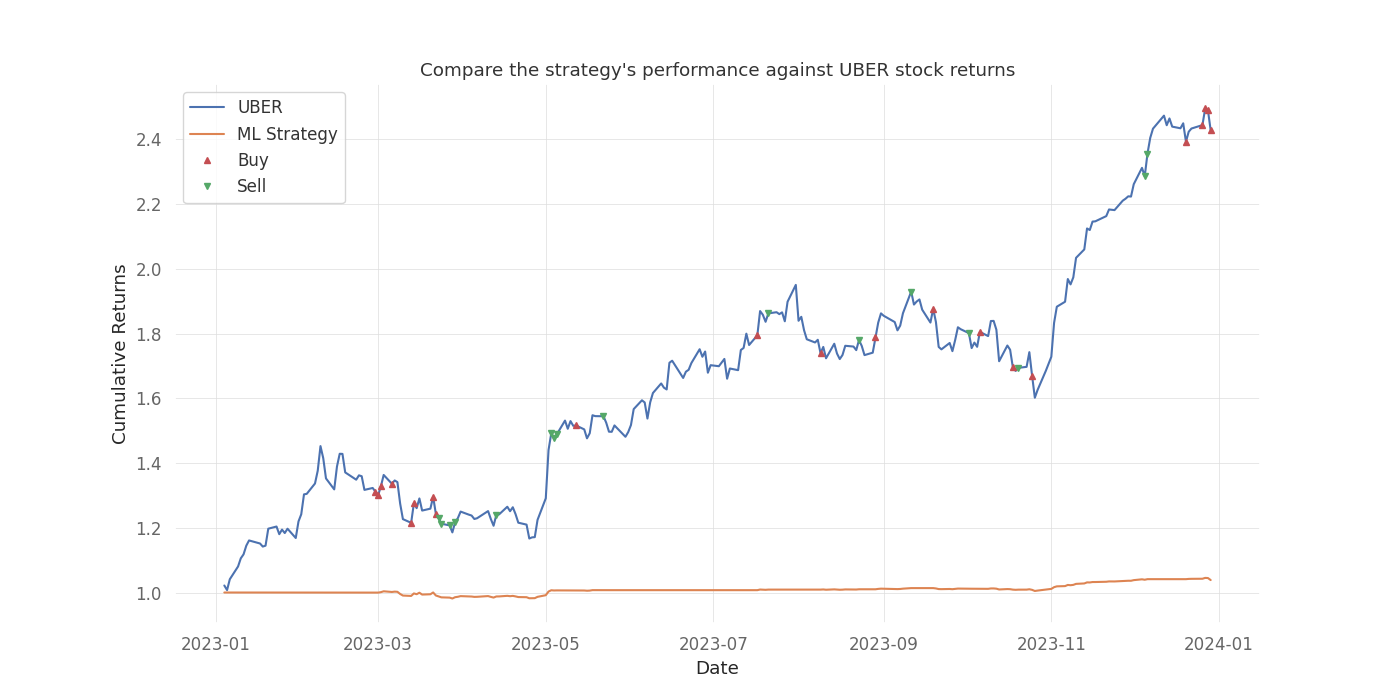 Compare the strategy's performance against UBER stock returns
UBER
ML Strategy
Buy
Sell
Cumulative Returns
2.4
2.2
2.0
1.8
1.6
1.4
1.2
1.0
2023-01
2023-03
2023-05
2023-07
2023-09
2023-11
2024-01
Date